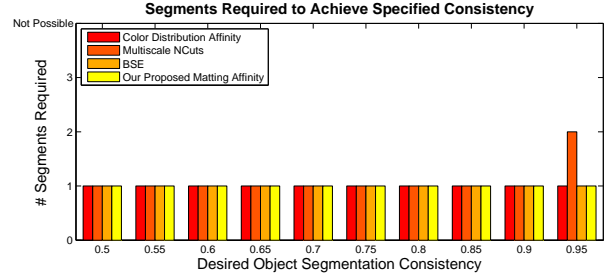 Segments Required to Achieve Specified Consistency
Not Possible
3
2
1
0
# Segments Required
Color Distribution Affinity
Multiscale NCuts
BSE
Our Proposed Matting Affinity
0.5 0.55 0.6 0.65 0.7 0.75 0.8 0.85 0.9 0.95
Desired Object Segmentation Consistency